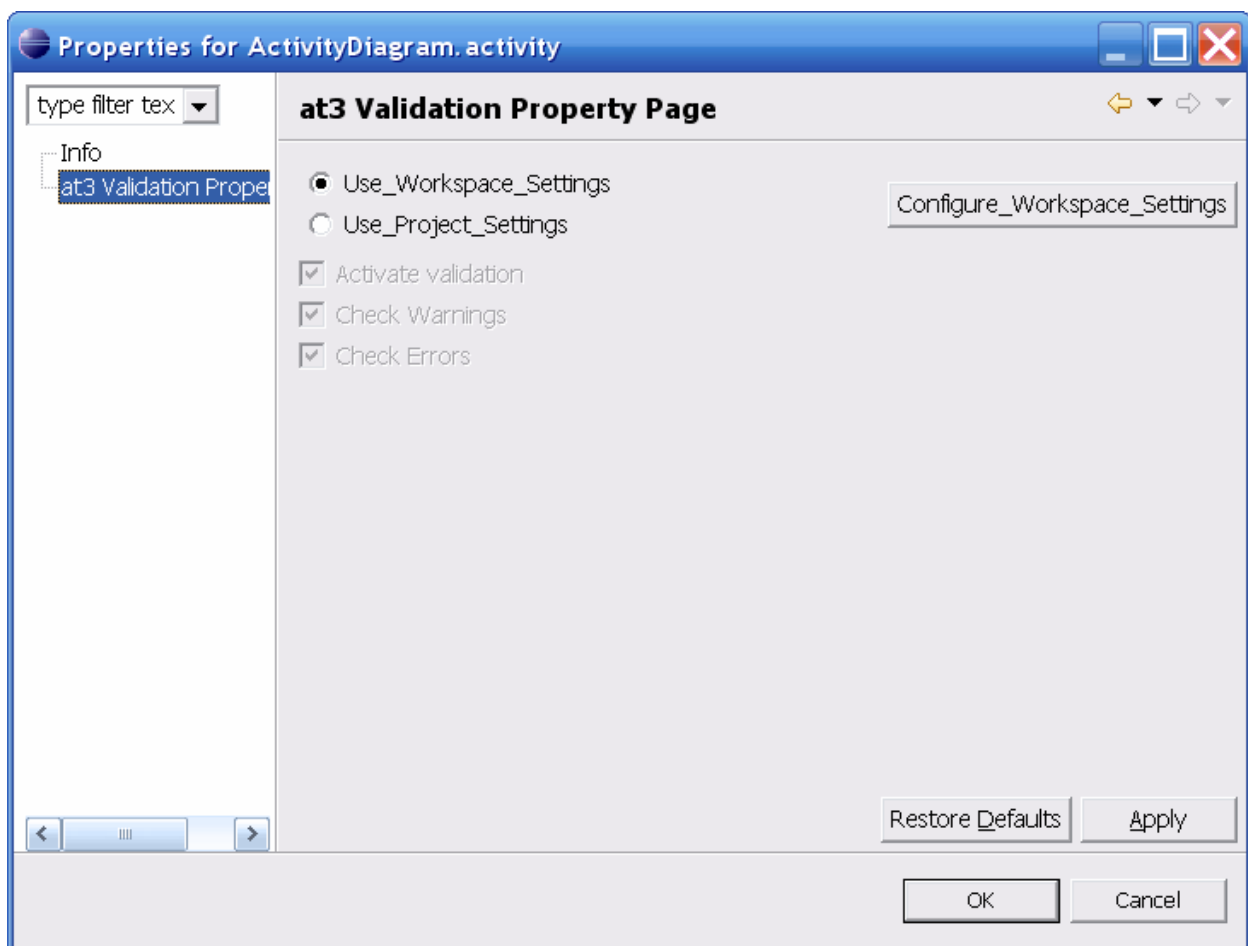 Properties for ActivityDiagram.activity
type filter tex
at3 Validation Property Page
Info
at3 Validation Proper
Use_Workspace_Settings
Configure_Workspace_Settings
Use_Project_Settings
Activate validation
Check Warnings
Check Errors
Restore Defaults
Apply
OK
Cancel